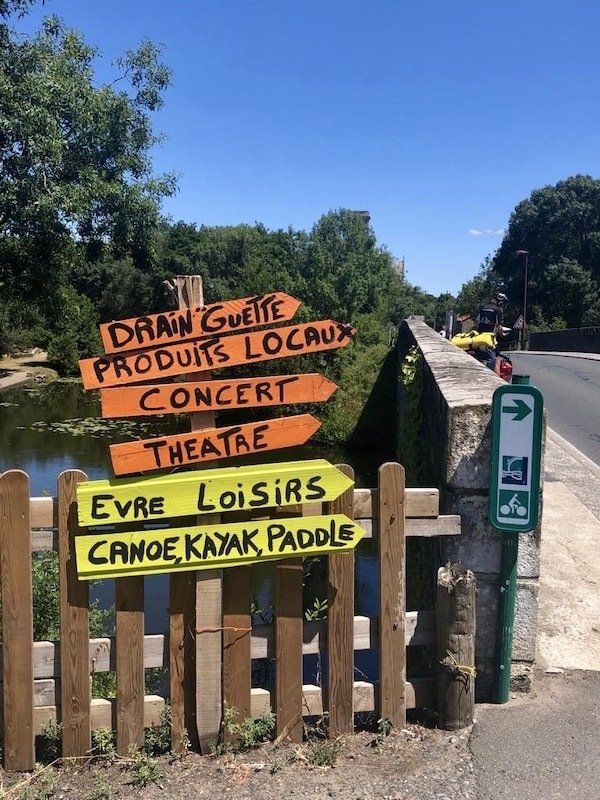 DRAIN "GUETTE
PRODUITS LOCAUX
CONCERT
THEATRE
EVRE LOISIRS
CANOE, KAYAK, PADDLE